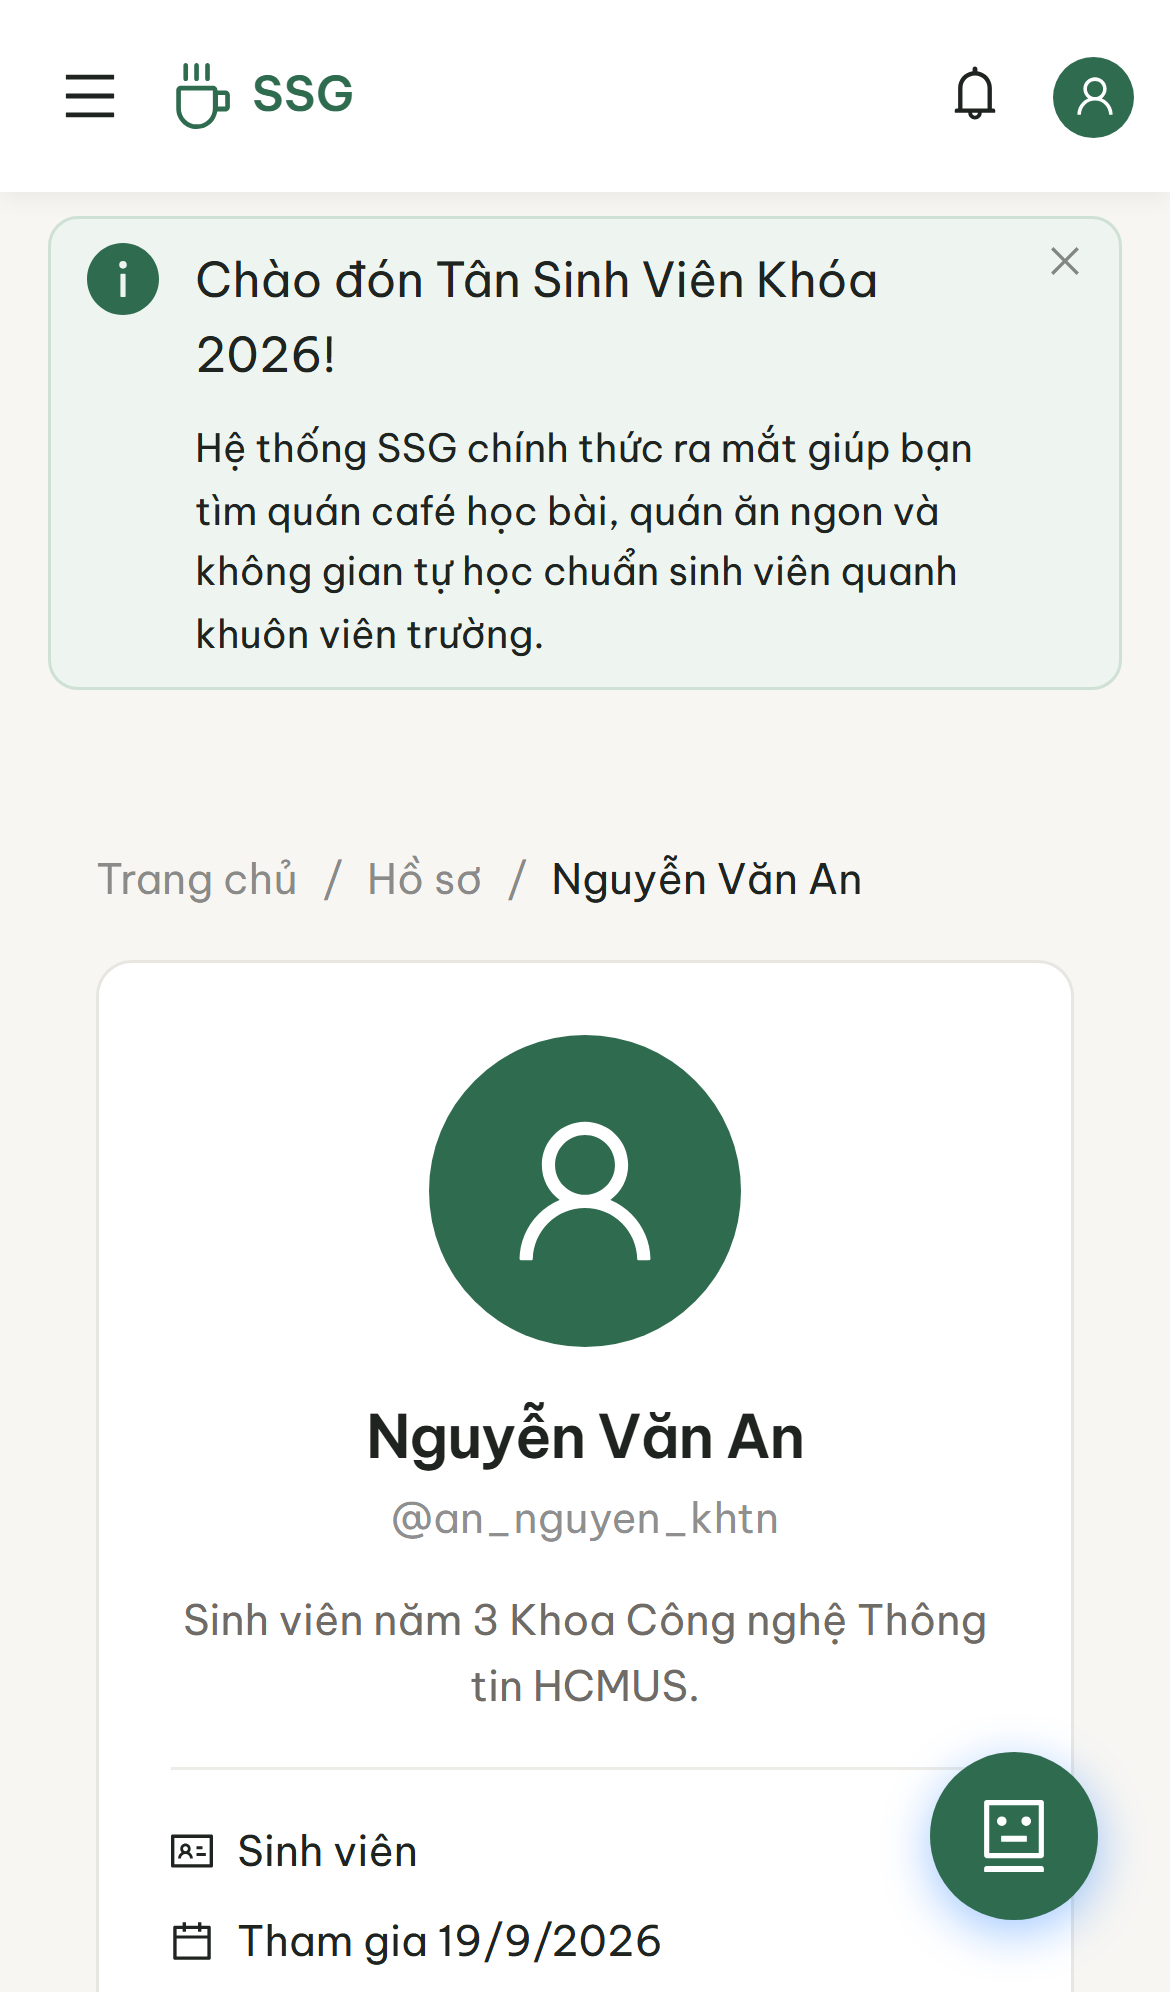 SSG
Chào đón Tân Sinh Viên Khóa
2026!
Hệ thống SSG chính thức ra mắt giúp bạn
tìm quán café học bài, quán ăn ngon và
không gian tự học chuẩn sinh viên quanh
khuôn viên trường.
Trang chủ / Hồ sơ / Nguyễn Văn An
Nguyễn Văn An
@an_nguyen_khtn
Sinh viên năm 3 Khoa Công nghệ Thông
tin HCMUS.
Sinh viên
Tham gia 19/9/2026